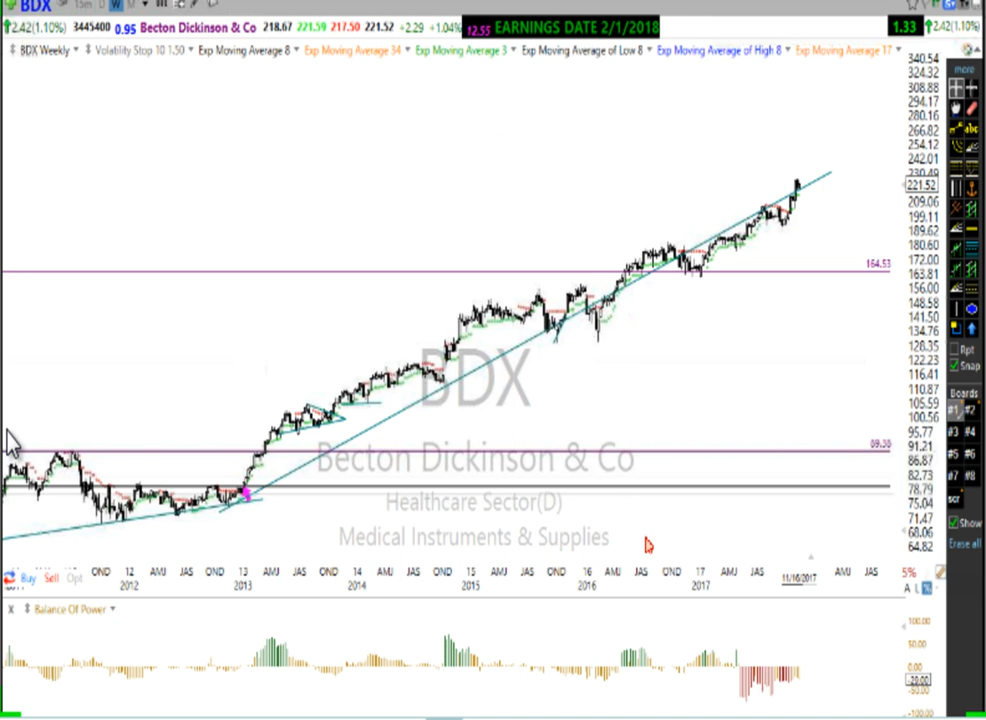 BDX 15m D W M
2.42(1.10%) 3445400 0.95 Becton Dickinson & Co 218.67 221.59 217.50 221.52 +2.29 +1.04% 12.55 EARNINGS DATE 2/1/2018 1.33 2.42(1.10%)
BDX Weekly Volatility Stop 10 1.50 Exp Moving Average 8 Exp Moving Average 34 Exp Moving Average 3 Exp Moving Average of Low 8 Exp Moving Average of High 8 Exp Moving Average 17
340.54
more
324.32
308.88
294.17
280.16
abc
266.82
254.12
242.01
230.49
221.52
209.06
199.11
189.62
180.60
172.00
164.53
163.81
156.00
148.58
141.50
134.76
128.35
Rpt
122.23
Snap
116.41
BDX
110.87
Boards
105.59
#1 #2
100.56
95.77
#3 #4
91.21
89.30
#5 #6
86.87
Becton Dickinson & Co
82.73
#7 #8
78.79
scr
75.04
Healthcare Sector(D)
71.47
Show
68.06
Medical Instruments & Supplies
64.82
Erase all
OND 12 AMJ JAS OND 13 AMJ JAS OND 14 AMJ JAS OND 15 AMJ JAS OND 16 AMJ JAS OND 17 AMJ JAS AMJ JAS 5%
Buy Sell Opt
2012 2013 2014 2015 2016 2017 11/16/2017
A L %
X Balance Of Power
100.00
50.00
0.00
-50.00
-100.00